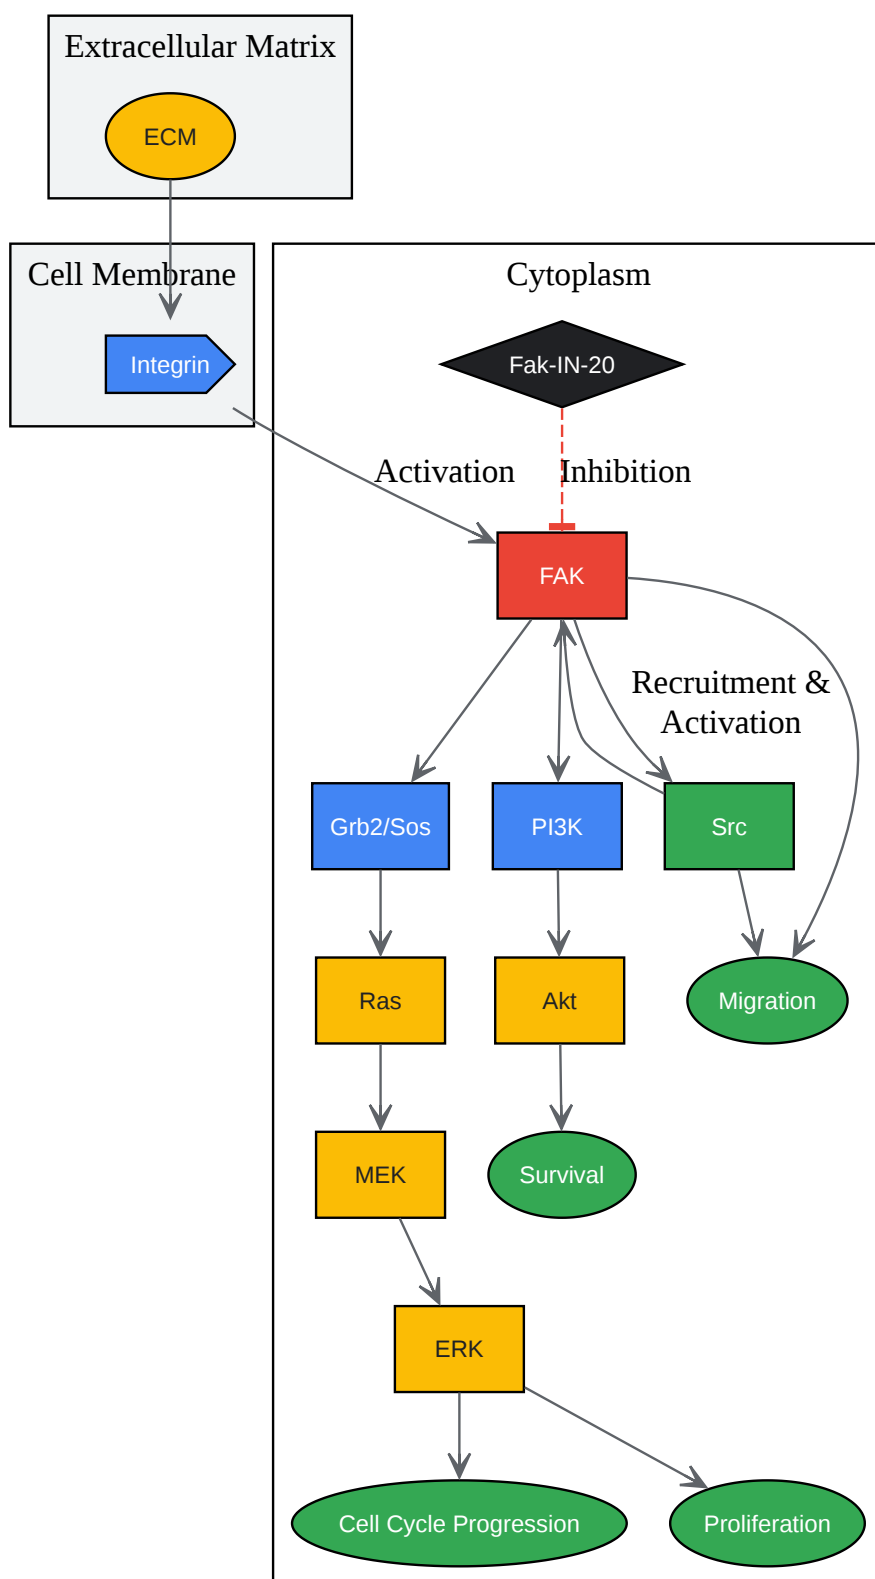 Extracellular Matrix
ECM
Cell Membrane
Integrin
Cytoplasm
Fak-IN-20
Activation
Inhibition
FAK
Recruitment &
Activation
Grb2/Sos
PI3K
Src
Ras
Akt
Migration
MEK
Survival
ERK
Cell Cycle Progression
Proliferation